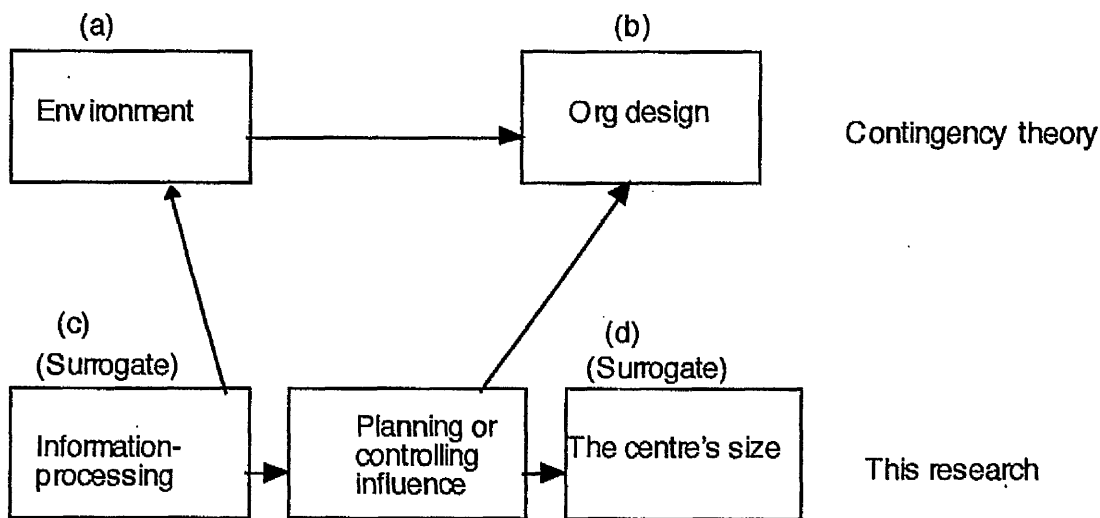 (a)
(b)
Environment
Org design
Contingency theory
(c)
(Surrogate)
(d)
(Surrogate)
Information-
processing
Planning or
controlling
influence
The centre's size
This research